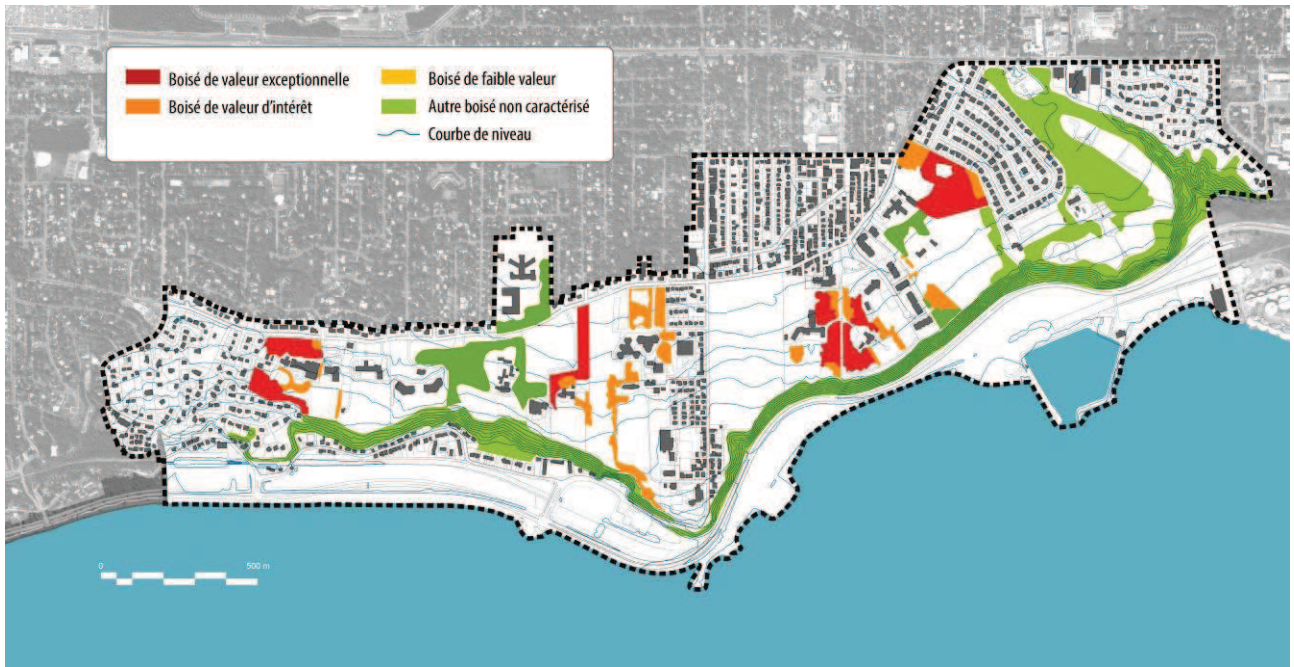 Boisé de valeur exceptionnelle
Boisé de valeur d'intérêt
Boisé de faible valeur
Autre boisé non caractérisé
Courbe de niveau
0 500 m